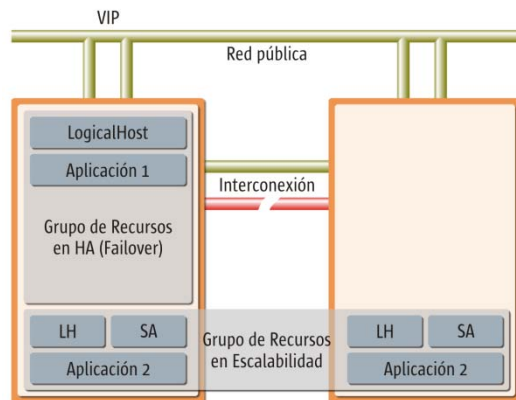 VIP
Red pública
LogicalHost
Aplicación 1
Interconexión
Grupo de Recursos
en HA (Failover)
LH
SA
Aplicación 2
Grupo de Recursos
en Escalabilidad
LH
SA
Aplicación 2